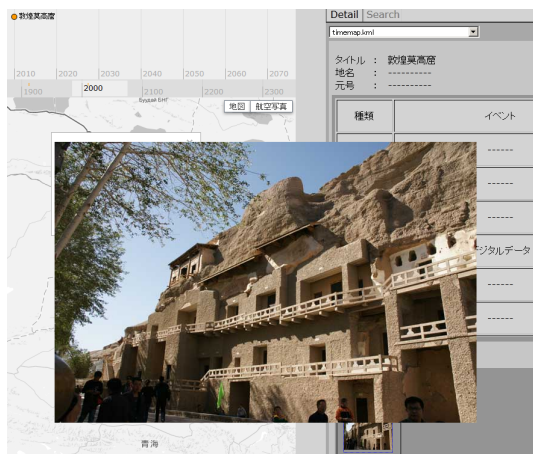 敦煌莫高窟
Detail Search
timemap.kml
タイトル : 敦煌莫高窟
地名 : ----------
元号 : ----------
2010 2020 2030 2040 2050 2060 2070
1900 2000 2100 2200 2300
地図 航空写真
種類 イベント
------
------
------
デジタルデータ
------
------
青海